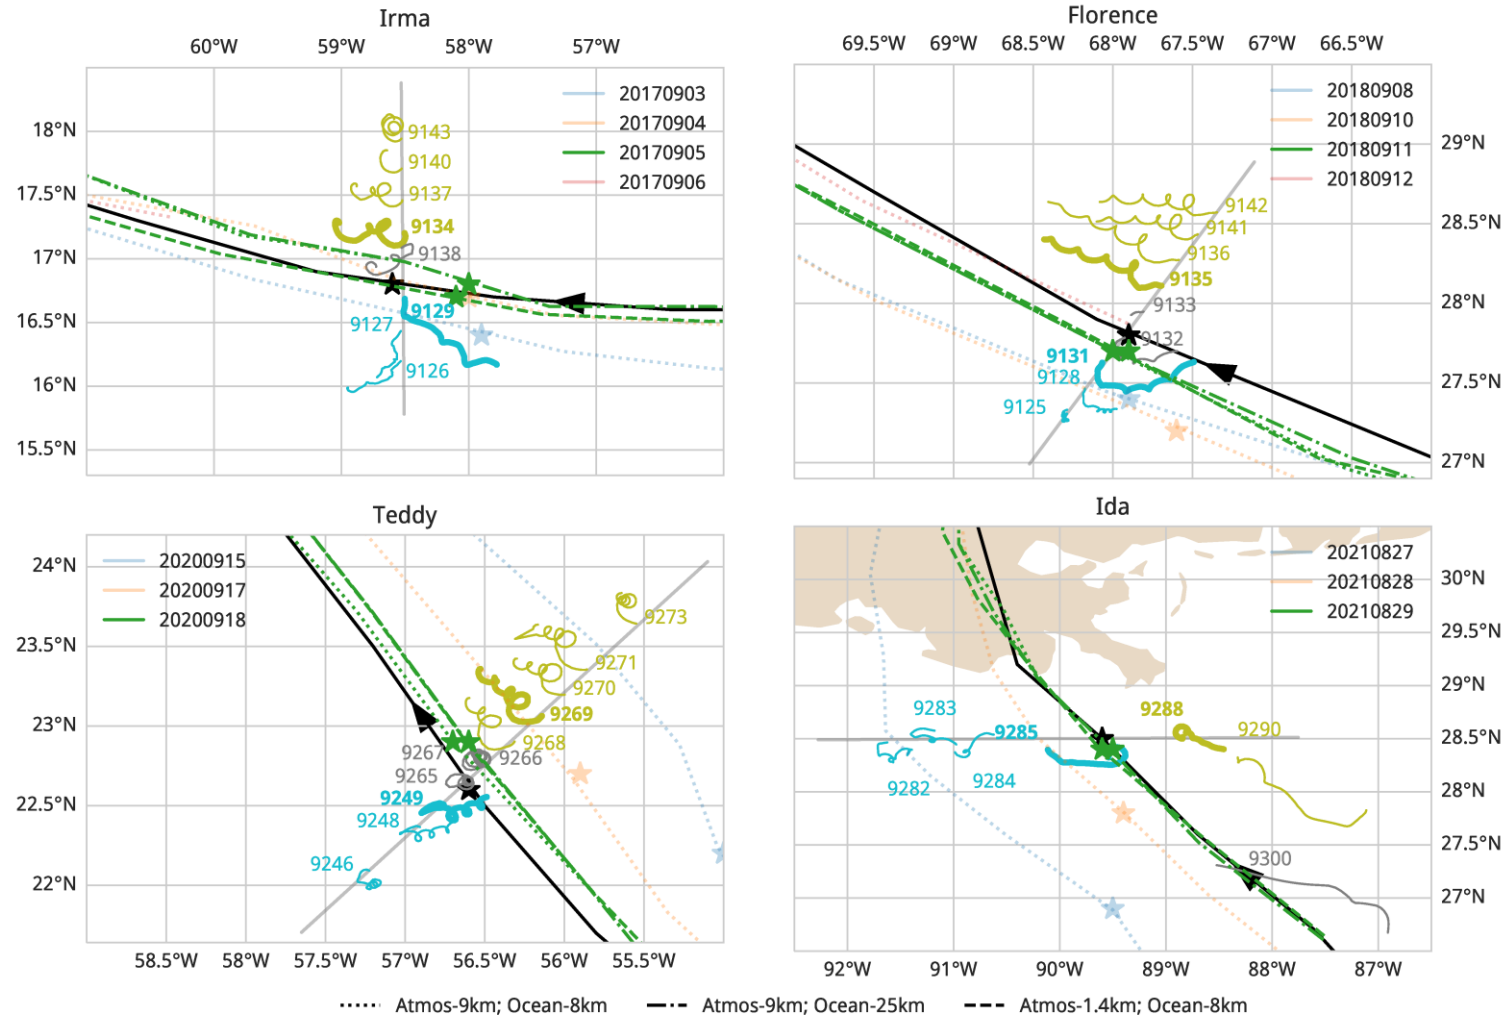 Irma
60°W 59°W 58°W 57°W
18°N
17.5°N
17°N
16.5°N
16°N
15.5°N
20170903
20170904
20170905
20170906
9143
9140
9137
9134
9138
9129
9127
9126
Florence
69.5°W 69°W 68.5°W 68°W 67.5°W 67°W 66.5°W
29°N
28.5°N
28°N
27.5°N
27°N
20180908
20180910
20180911
20180912
9142
9141
9136
9135
9133
9132
9131
9128
9125
Teddy
24°N
23.5°N
23°N
22.5°N
22°N
20200915
20200917
20200918
9273
9271
9270
9269
9268
9267
9266
9265
9249
9248
9246
58.5°W 58°W 57.5°W 57°W 56.5°W 56°W 55.5°W
Ida
30°N
29.5°N
29°N
28.5°N
28°N
27.5°N
27°N
20210827
20210828
20210829
9283
9285
9288
9290
9282
9284
9300
92°W 91°W 90°W 89°W 88°W 87°W
Atmos-9km; Ocean-8km Atmos-9km; Ocean-25km Atmos-1.4km; Ocean-8km